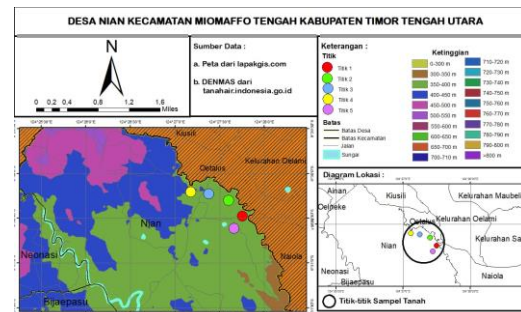 DESA NIAN KECAMATAN MIOMAFFO TENGAH KABUPATEN TIMOR TENGAH UTARA
N
0 0.2 0.4 0.8 1.2 1.6
Miles
Sumber Data :
a. Peta dari lapakgis.com
b. DENMAS dari
tanahair.indonesia.go.id
Keterangan :
Titik
Titik 1
Titik 2
Titik 3
Titik 4
Titik 5
Batas
Batas Desa
Batas Kecamatan
Jalan
Sungai
Ketinggian
0-300 m
300-350 m
350-400 m
400-450 m
450-500 m
500-550 m
550-600 m
600-650 m
650-700 m
700-710 m
710-720 m
720-730 m
730-740 m
740-750 m
750-760 m
760-770 m
770-780 m
780-790 m
790-800 m
>800 m
Kiusili
Oetalus
Kelurahan Oelami
Nian
Naiola
Neonasi
Bijaepasu
Diagram Lokasi :
Ainan
Kiusili
Kelurahan Maubeli
Oelneke
Oetalus
Kelurahan Oelami
Nian
Kelurahan Sa
Neonasi
Naiola
Bijaepasu
Titik-titik Sampel Tanah